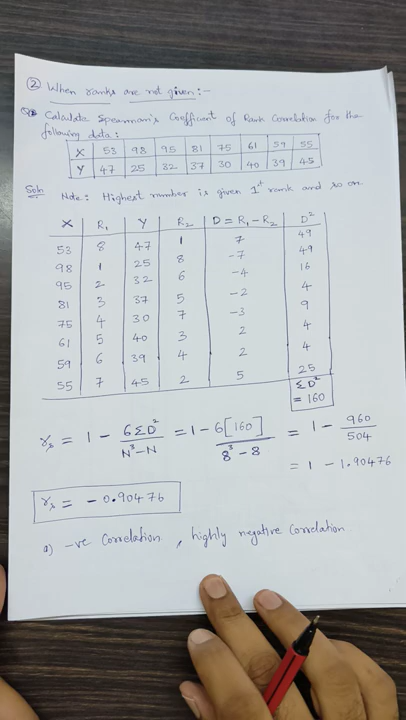 ② When ranks are not given :-
Q Calculate Spearman's Coefficient of Rank Correlation for the
following data :
X 53 98 95 81 75 61 59 55
Y 47 25 32 37 30 40 39 45
Soln Note : Highest number is given 1st rank and so on
X R₁ Y R₂ D = R₁ - R₂ D²
53 8 47 1 7 49
98 1 25 8 -7 49
95 2 32 6 -4 16
81 3 37 5 -2 4
75 4 30 7 -3 9
61 5 40 3 2 4
59 6 39 4 2 4
55 7 45 2 5 25
ΣD²
= 160
rₛ = 1 - 6ΣD² / N³-N = 1 - 6[160] / 8³-8 = 1 - 960 / 504
= 1 - 1.90476
rₛ = - 0.90476
a) -ve Correlation , highly negative Correlation